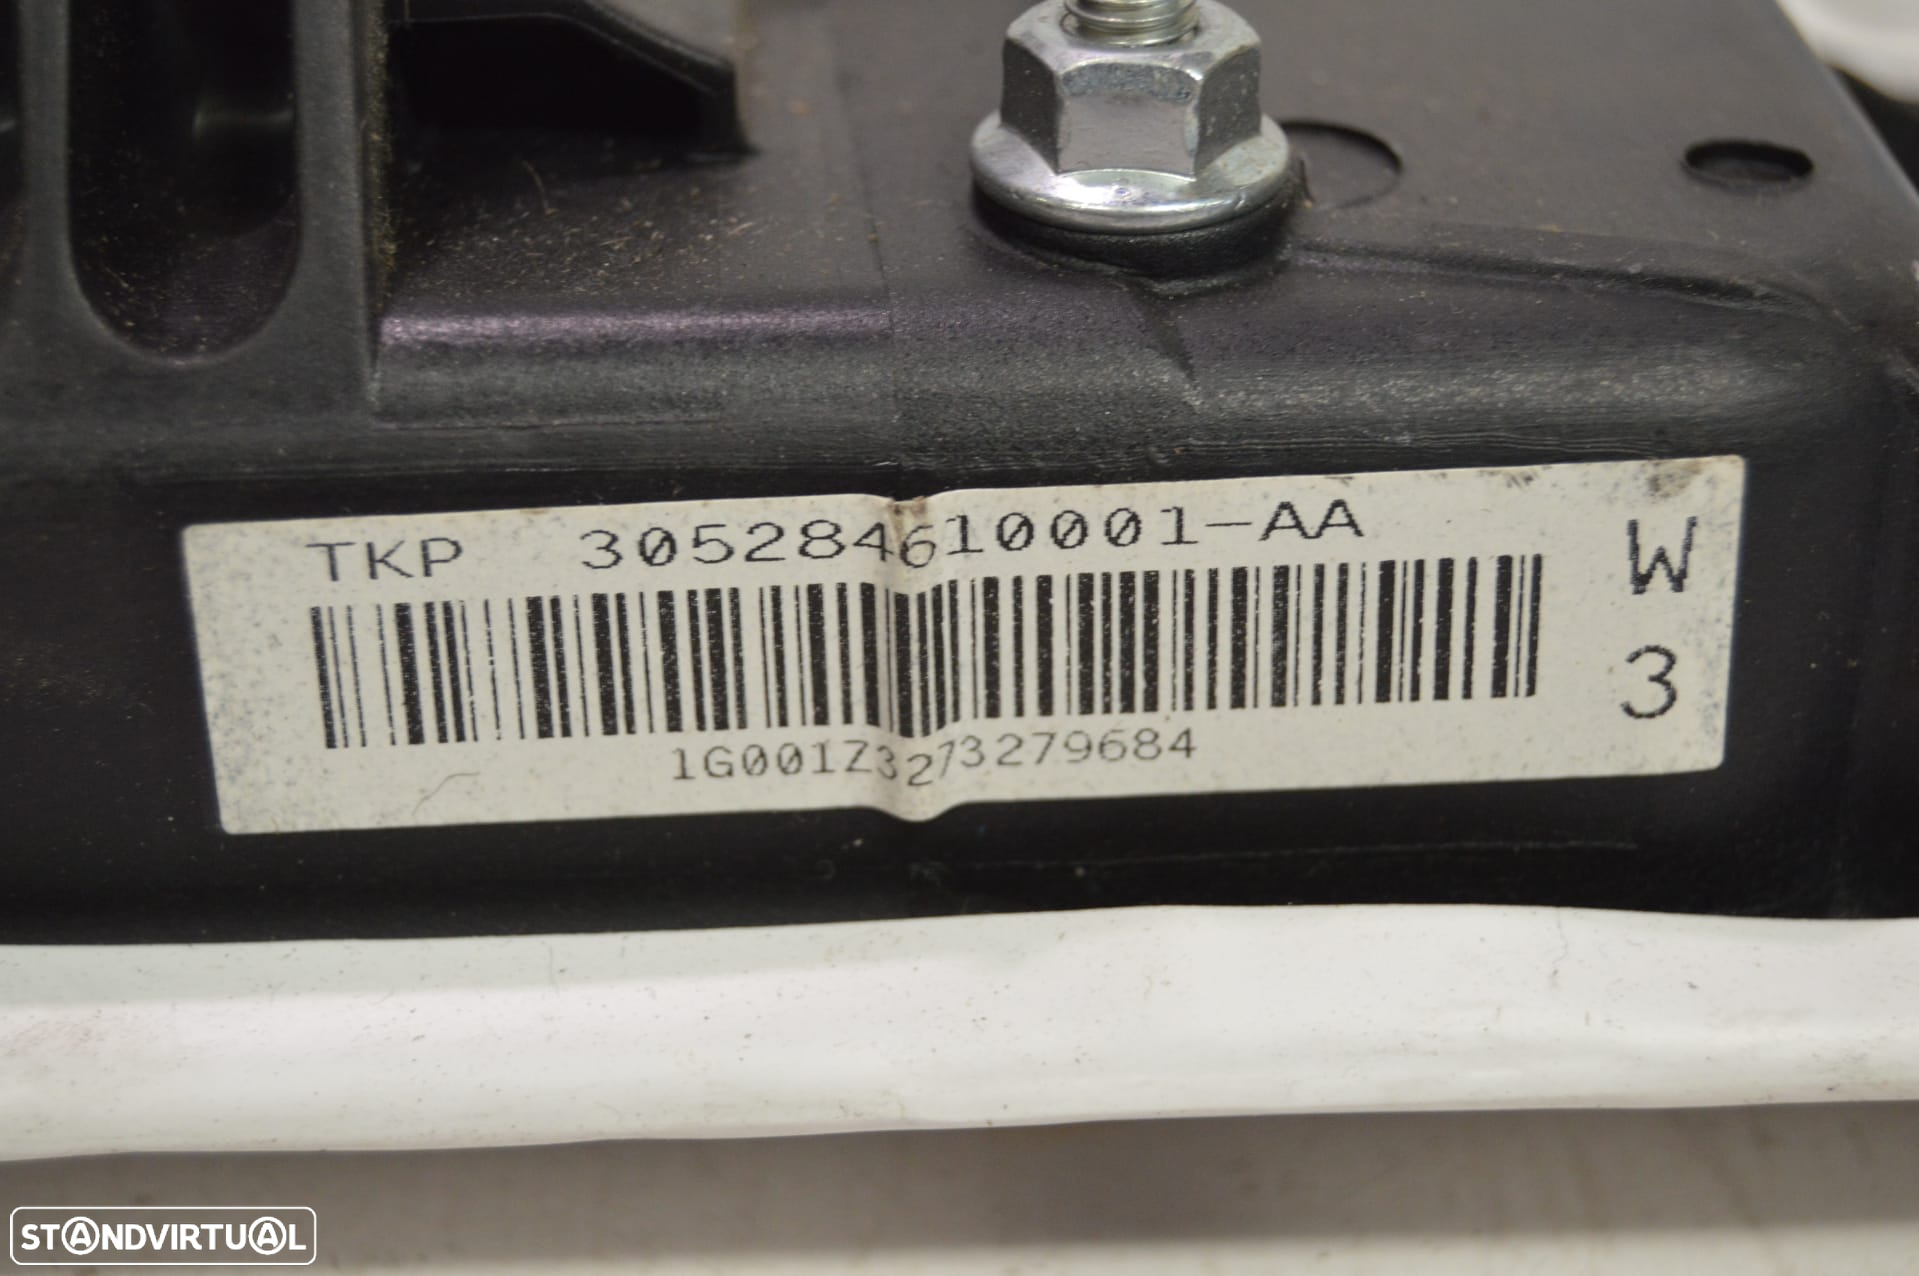 TKP 305284610001-AA
W
3
1G001Z3273279684
STANDVIRTUAL